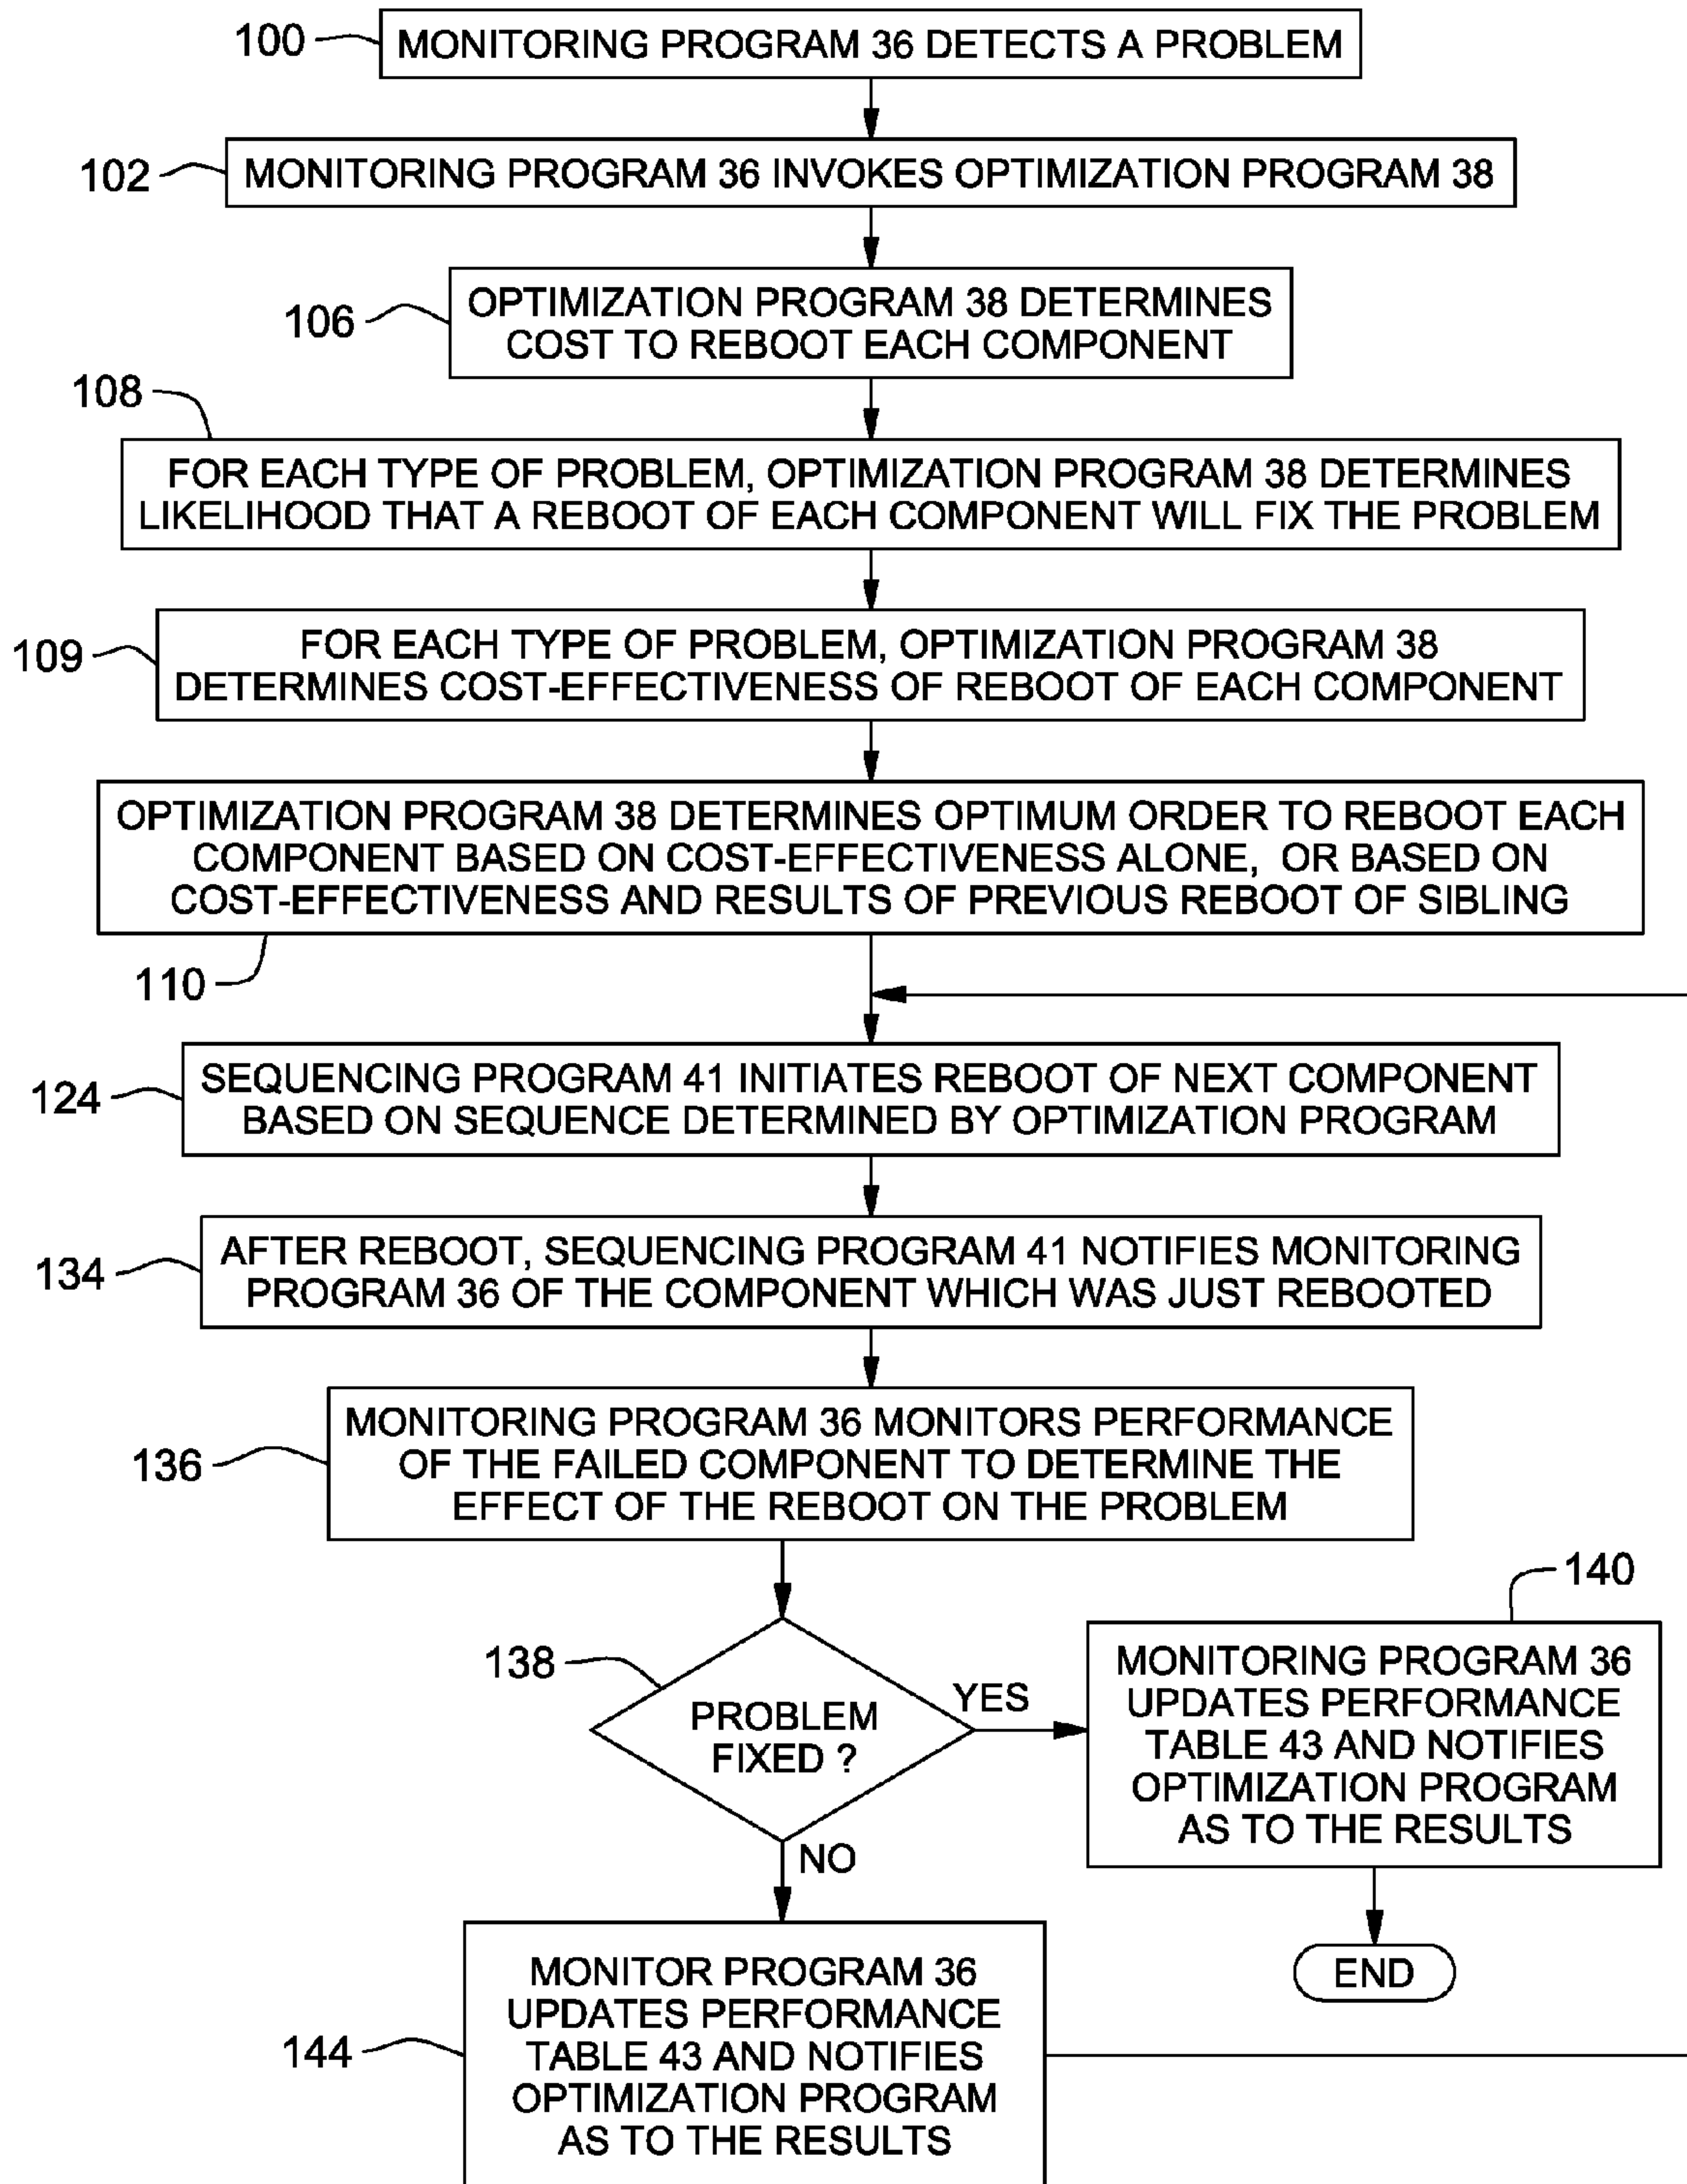 100
MONITORING PROGRAM 36 DETECTS A PROBLEM
102
MONITORING PROGRAM 36 INVOKES OPTIMIZATION PROGRAM 38
106
OPTIMIZATION PROGRAM 38 DETERMINES
COST TO REBOOT EACH COMPONENT
108
FOR EACH TYPE OF PROBLEM, OPTIMIZATION PROGRAM 38 DETERMINES
LIKELIHOOD THAT A REBOOT OF EACH COMPONENT WILL FIX THE PROBLEM
109
FOR EACH TYPE OF PROBLEM, OPTIMIZATION PROGRAM 38
DETERMINES COST-EFFECTIVENESS OF REBOOT OF EACH COMPONENT
OPTIMIZATION PROGRAM 38 DETERMINES OPTIMUM ORDER TO REBOOT EACH
COMPONENT BASED ON COST-EFFECTIVENESS ALONE, OR BASED ON
COST-EFFECTIVENESS AND RESULTS OF PREVIOUS REBOOT OF SIBLING
110
124
SEQUENCING PROGRAM 41 INITIATES REBOOT OF NEXT COMPONENT
BASED ON SEQUENCE DETERMINED BY OPTIMIZATION PROGRAM
134
AFTER REBOOT, SEQUENCING PROGRAM 41 NOTIFIES MONITORING
PROGRAM 36 OF THE COMPONENT WHICH WAS JUST REBOOTED
136
MONITORING PROGRAM 36 MONITORS PERFORMANCE
OF THE FAILED COMPONENT TO DETERMINE THE
EFFECT OF THE REBOOT ON THE PROBLEM
138
PROBLEM
FIXED ?
YES
140
MONITORING PROGRAM 36
UPDATES PERFORMANCE
TABLE 43 AND NOTIFIES
OPTIMIZATION PROGRAM
AS TO THE RESULTS
END
NO
144
MONITOR PROGRAM 36
UPDATES PERFORMANCE
TABLE 43 AND NOTIFIES
OPTIMIZATION PROGRAM
AS TO THE RESULTS